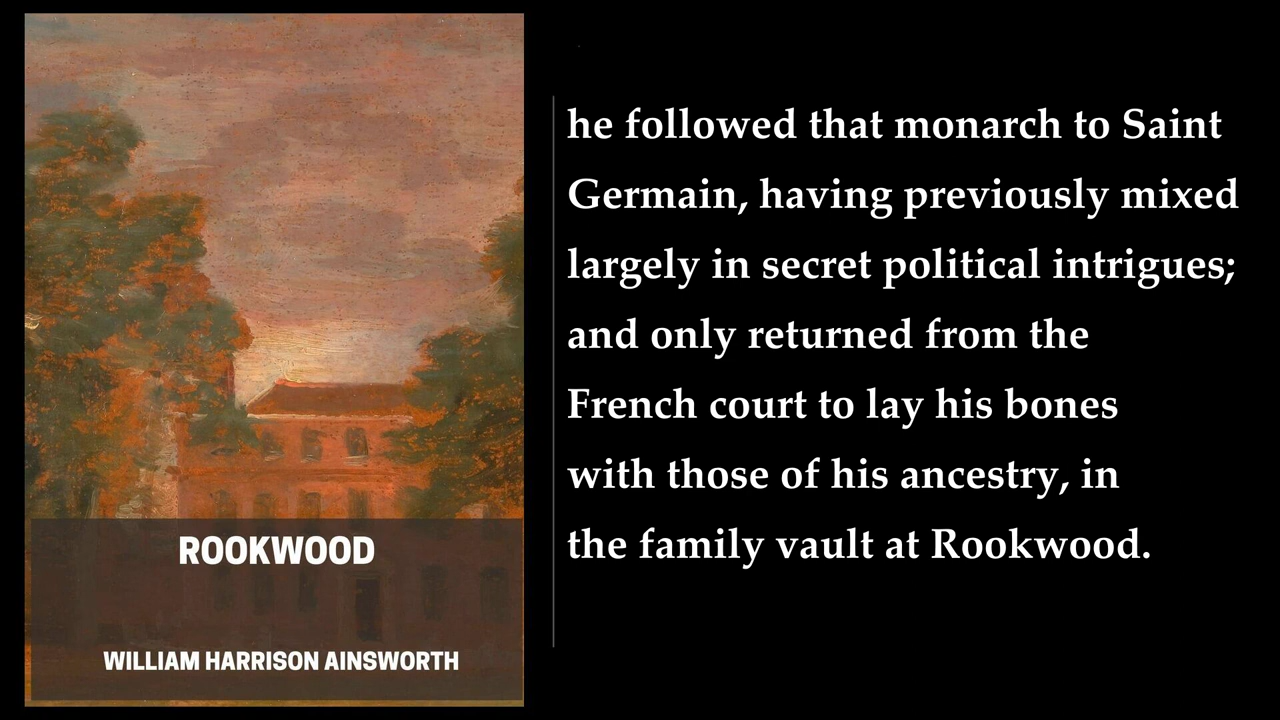 he followed that monarch to Saint
Germain, having previously mixed
largely in secret political intrigues;
and only returned from the
French court to lay his bones
with those of his ancestry, in
the family vault at Rookwood.
ROOKWOOD
WILLIAM HARRISON AINSWORTH